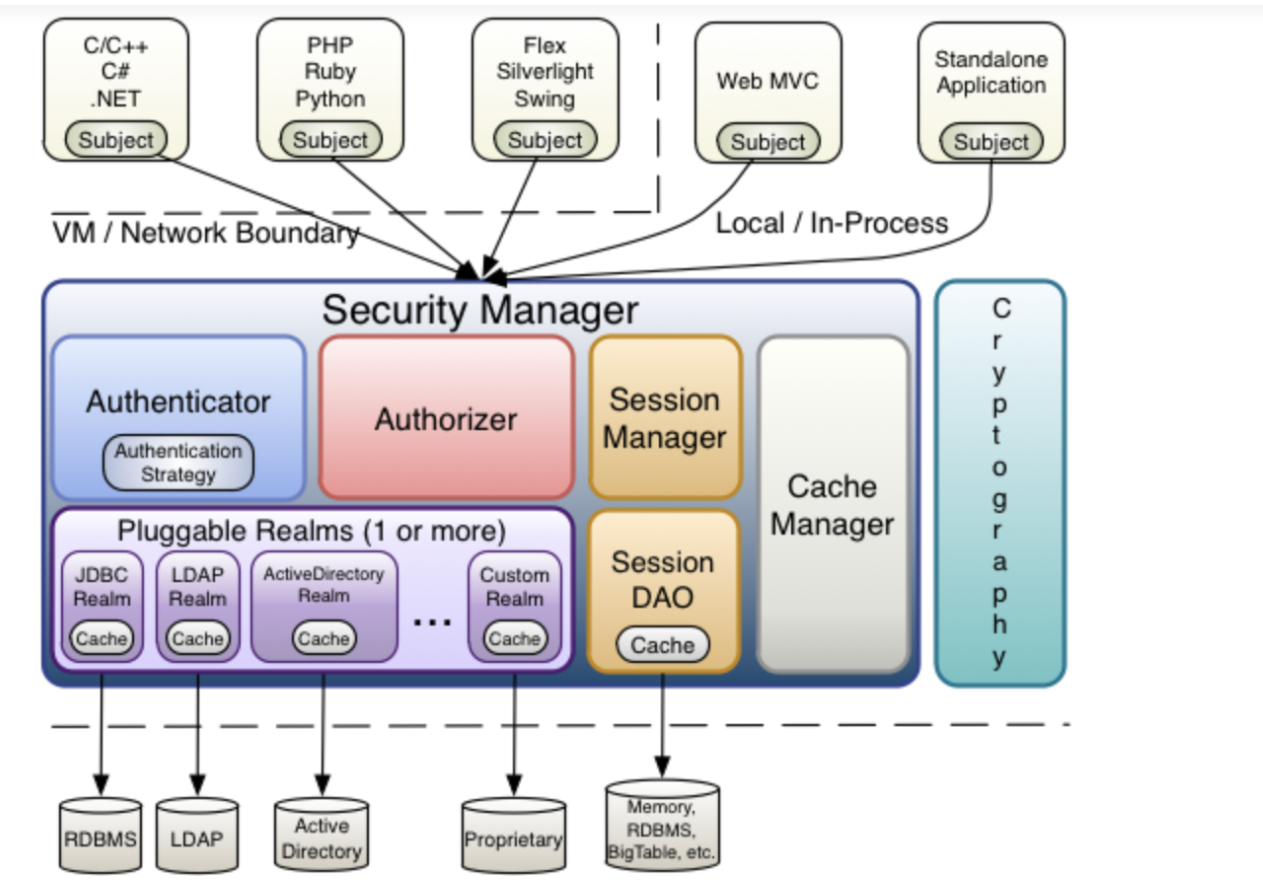 C/C++
C#
.NET
Subject
PHP
Ruby
Python
Subject
Flex
Silverlight
Swing
Subject
Web MVC
Subject
Standalone
Application
Subject
VM / Network Boundary
Local / In-Process
Security Manager
Authenticator
Authentication
Strategy
Authorizer
Session
Manager
Cache
Manager
Cryptography
Pluggable Realms (1 or more)
JDBC
Realm
Cache
LDAP
Realm
Cache
ActiveDirectory
Realm
Cache
...
Custom
Realm
Cache
Session
DAO
Cache
RDBMS
LDAP
Active
Directory
Proprietary
Memory,
RDBMS,
BigTable, etc.